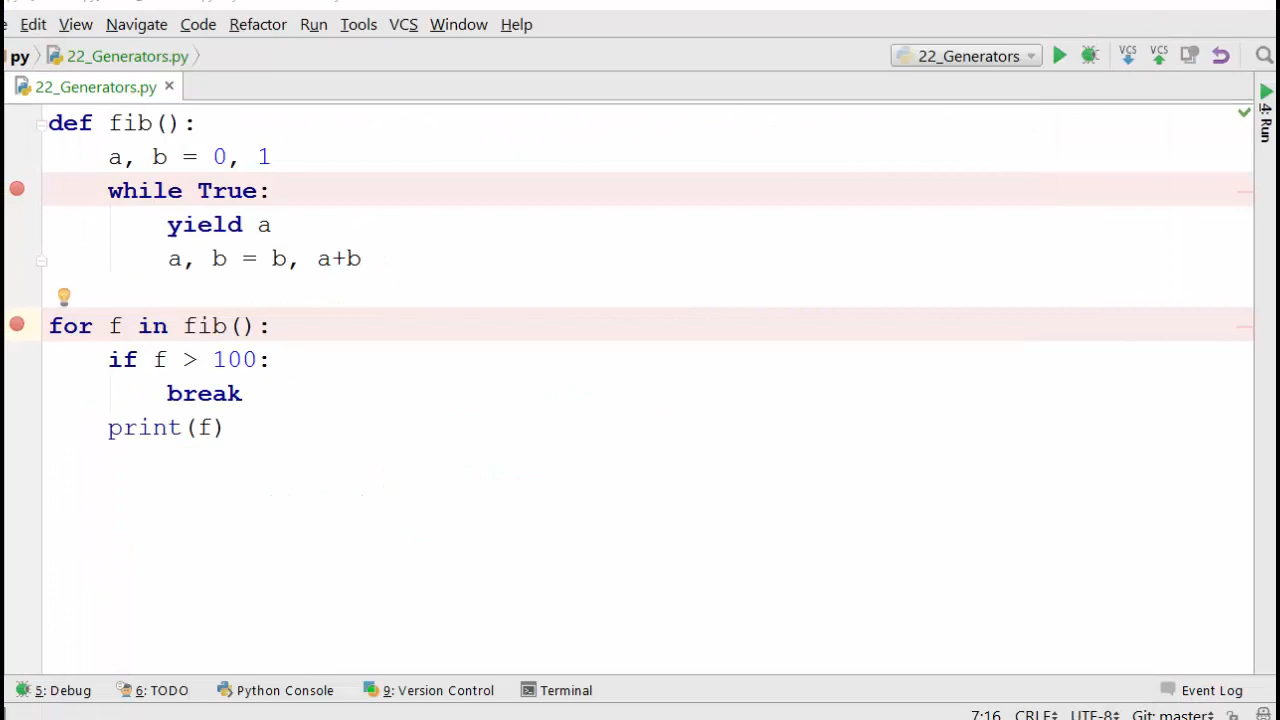 Edit View Navigate Code Refactor Run Tools VCS Window Help
py 22_Generators.py 22_Generators VCS VCS
22_Generators.py
4: Run
def fib():
    a, b = 0, 1
    while True:
        yield a
        a, b = b, a+b
for f in fib():
    if f > 100:
        break
    print(f)
5: Debug 6: TODO Python Console 9: Version Control Terminal Event Log
7:16 CRLF UTF-8 Git: master